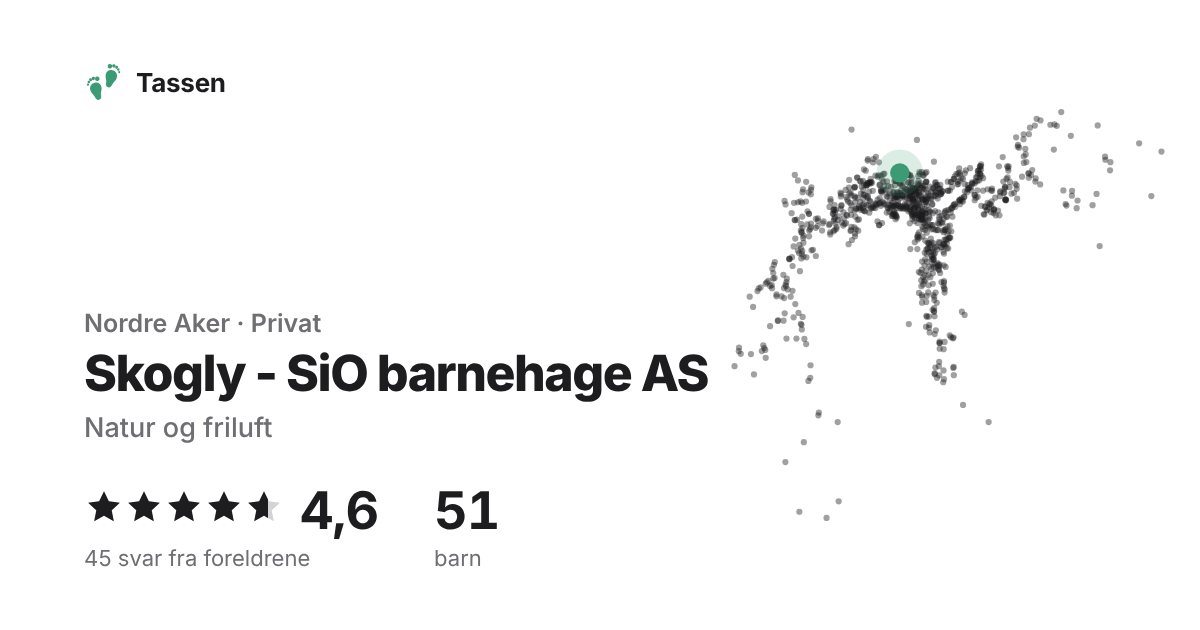 Tassen
Nordre Aker · Privat
Skogly - SiO barnehage AS
Natur og friluft
4,6
51
45 svar fra foreldrene
barn